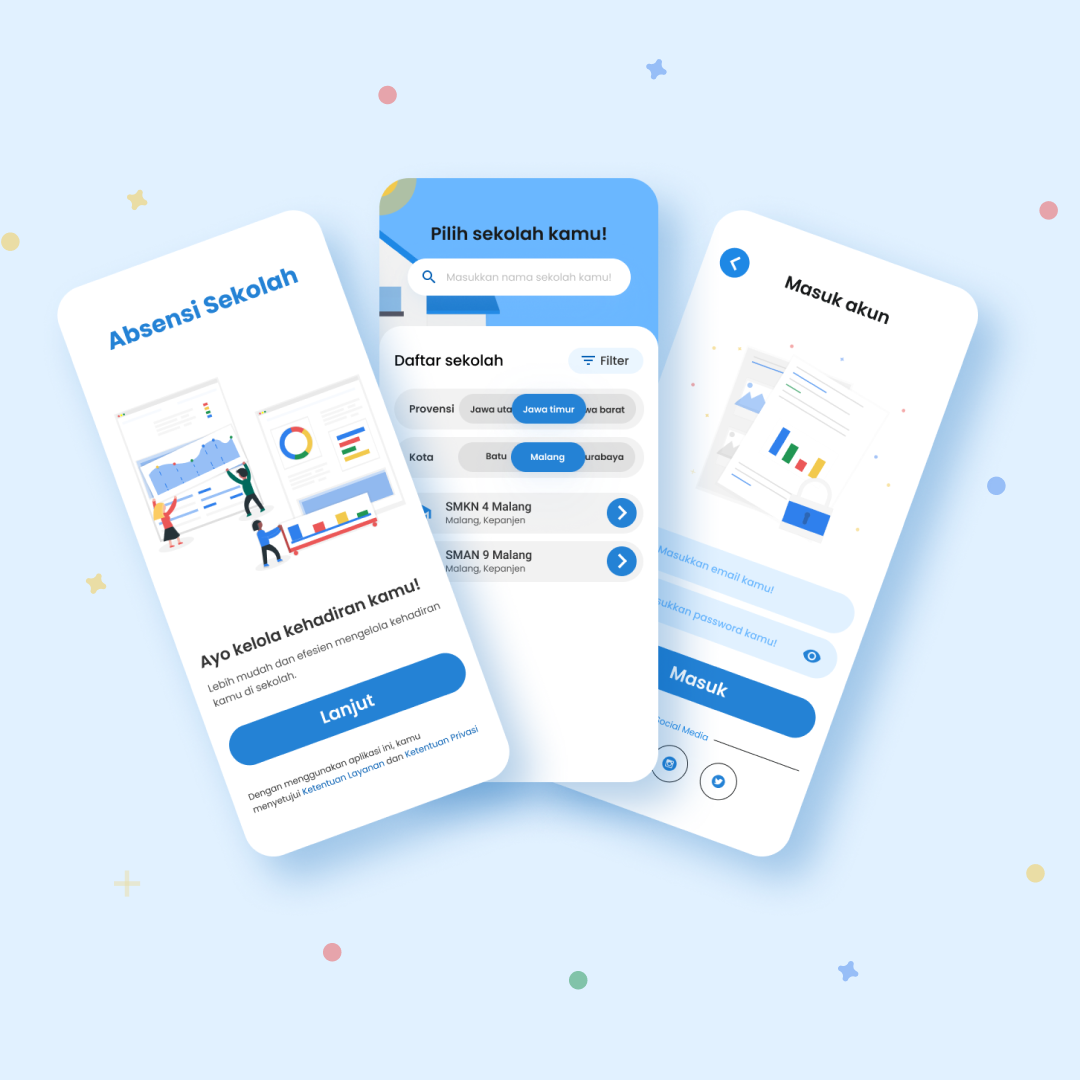 Absensi Sekolah
Ayo kelola kehadiran kamu!
Lebih mudah dan efesien mengelola kehadiran
kamu di sekolah.
Lanjut
Dengan menggunakan aplikasi ini, kamu
menyetujui Ketentuan Layanan dan Ketentuan Privasi
Pilih sekolah kamu!
Masukkan nama sekolah kamu!
Daftar sekolah
Filter
Provensi
Jawa uta
Jawa timur
wa barat
Kota
Batu
Malang
urabaya
SMKN 4 Malang
Malang, Kepanjen
SMAN 9 Malang
Malang, Kepanjen
Masuk akun
Masukkan email kamu!
sukkan password kamu!
Masuk
Social Media